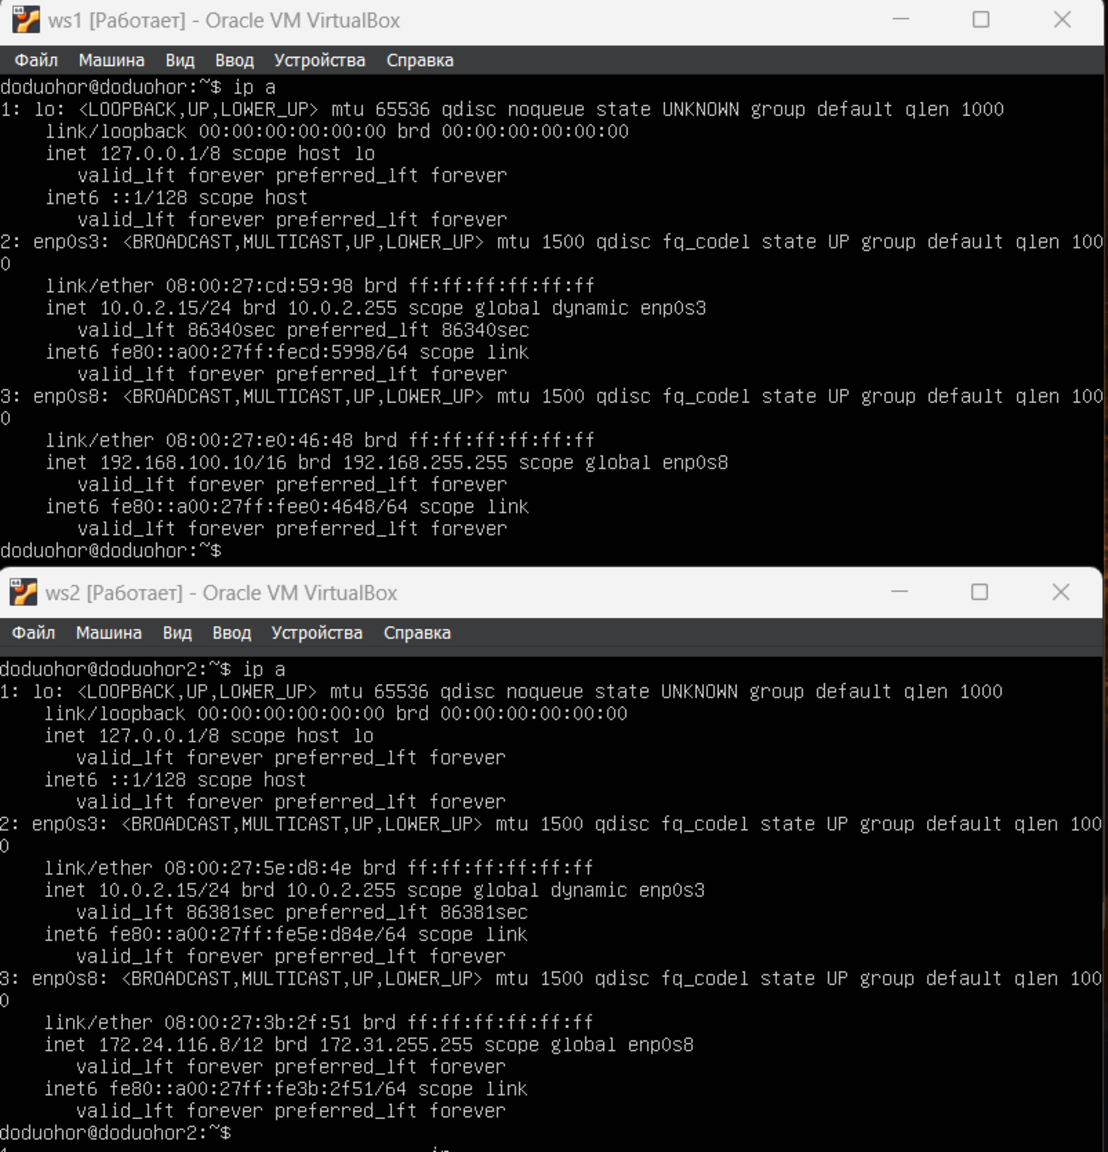 ws1 [Работает] - Oracle VM VirtualBox
Файл Машина Вид Ввод Устройства Справка
doduohor@doduohor:~$ ip a
1: lo: <LOOPBACK,UP,LOWER_UP> mtu 65536 qdisc noqueue state UNKNOWN group default qlen 1000
link/loopback 00:00:00:00:00:00 brd 00:00:00:00:00:00
inet 127.0.0.1/8 scope host lo
valid_lft forever preferred_lft forever
inet6 ::1/128 scope host
valid_lft forever preferred_lft forever
2: enp0s3: <BROADCAST,MULTICAST,UP,LOWER_UP> mtu 1500 qdisc fq_codel state UP group default qlen 100
0
link/ether 08:00:27:cd:59:98 brd ff:ff:ff:ff:ff:ff
inet 10.0.2.15/24 brd 10.0.2.255 scope global dynamic enp0s3
valid_lft 86340sec preferred_lft 86340sec
inet6 fe80::a00:27ff:fecd:5998/64 scope link
valid_lft forever preferred_lft forever
3: enp0s8: <BROADCAST,MULTICAST,UP,LOWER_UP> mtu 1500 qdisc fq_codel state UP group default qlen 100
0
link/ether 08:00:27:e0:46:48 brd ff:ff:ff:ff:ff:ff
inet 192.168.100.10/16 brd 192.168.255.255 scope global enp0s8
valid_lft forever preferred_lft forever
inet6 fe80::a00:27ff:fee0:4648/64 scope link
valid_lft forever preferred_lft forever
doduohor@doduohor:~$
ws2 [Работает] - Oracle VM VirtualBox
Файл Машина Вид Ввод Устройства Справка
doduohor@doduohor2:~$ ip a
1: lo: <LOOPBACK,UP,LOWER_UP> mtu 65536 qdisc noqueue state UNKNOWN group default qlen 1000
link/loopback 00:00:00:00:00:00 brd 00:00:00:00:00:00
inet 127.0.0.1/8 scope host lo
valid_lft forever preferred_lft forever
inet6 ::1/128 scope host
valid_lft forever preferred_lft forever
2: enp0s3: <BROADCAST,MULTICAST,UP,LOWER_UP> mtu 1500 qdisc fq_codel state UP group default qlen 100
0
link/ether 08:00:27:5e:d8:4e brd ff:ff:ff:ff:ff:ff
inet 10.0.2.15/24 brd 10.0.2.255 scope global dynamic enp0s3
valid_lft 86381sec preferred_lft 86381sec
inet6 fe80::a00:27ff:fe5e:d84e/64 scope link
valid_lft forever preferred_lft forever
3: enp0s8: <BROADCAST,MULTICAST,UP,LOWER_UP> mtu 1500 qdisc fq_codel state UP group default qlen 100
0
link/ether 08:00:27:3b:2f:51 brd ff:ff:ff:ff:ff:ff
inet 172.24.116.8/12 brd 172.31.255.255 scope global enp0s8
valid_lft forever preferred_lft forever
inet6 fe80::a00:27ff:fe3b:2f51/64 scope link
valid_lft forever preferred_lft forever
doduohor@doduohor2:~$